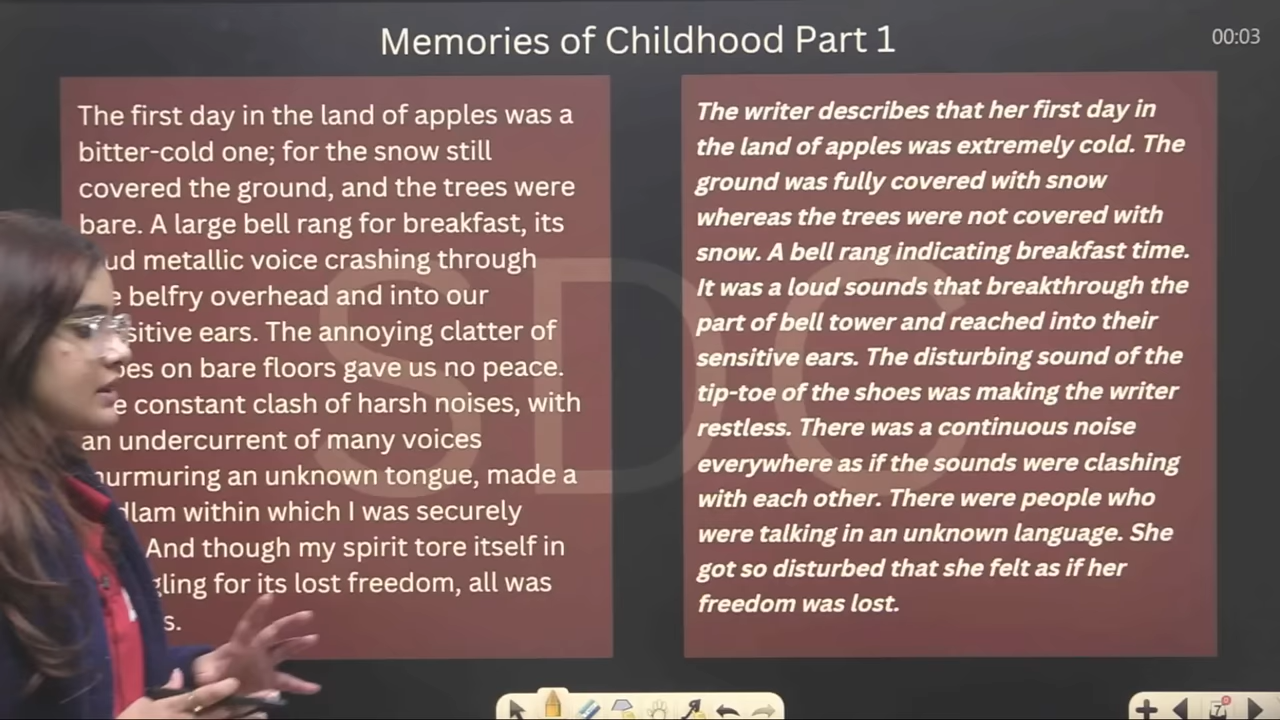 Memories of Childhood Part 1
00:03
The first day in the land of apples was a
bitter-cold one; for the snow still
covered the ground, and the trees were
bare. A large bell rang for breakfast, its
ud metallic voice crashing through
e belfry overhead and into our
sitive ears. The annoying clatter of
es on bare floors gave us no peace.
e constant clash of harsh noises, with
an undercurrent of many voices
murmuring an unknown tongue, made a
dlam within which I was securely
And though my spirit tore itself in
gling for its lost freedom, all was
s.
The writer describes that her first day in
the land of apples was extremely cold. The
ground was fully covered with snow
whereas the trees were not covered with
snow. A bell rang indicating breakfast time.
It was a loud sounds that breakthrough the
part of bell tower and reached into their
sensitive ears. The disturbing sound of the
tip-toe of the shoes was making the writer
restless. There was a continuous noise
everywhere as if the sounds were clashing
with each other. There were people who
were talking in an unknown language. She
got so disturbed that she felt as if her
freedom was lost.
SDC
7